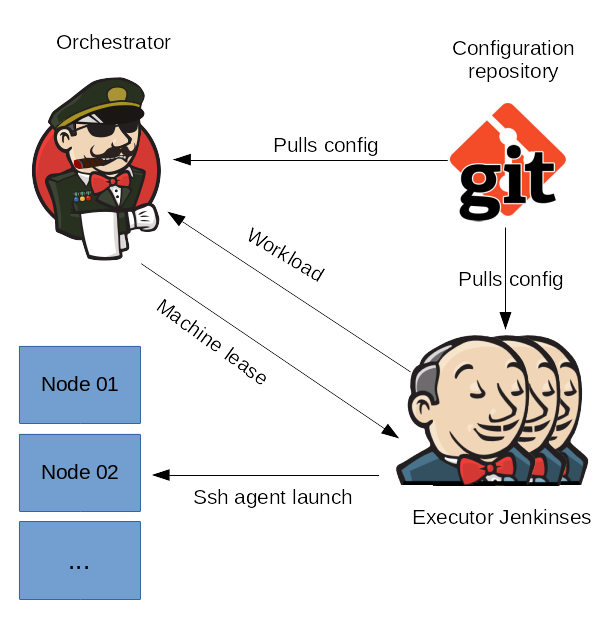 Orchestrator
Configuration
repository
Pulls config
git
Workload
Pulls config
Machine lease
Node 01
Node 02
Ssh agent launch
Executor Jenkinses
...